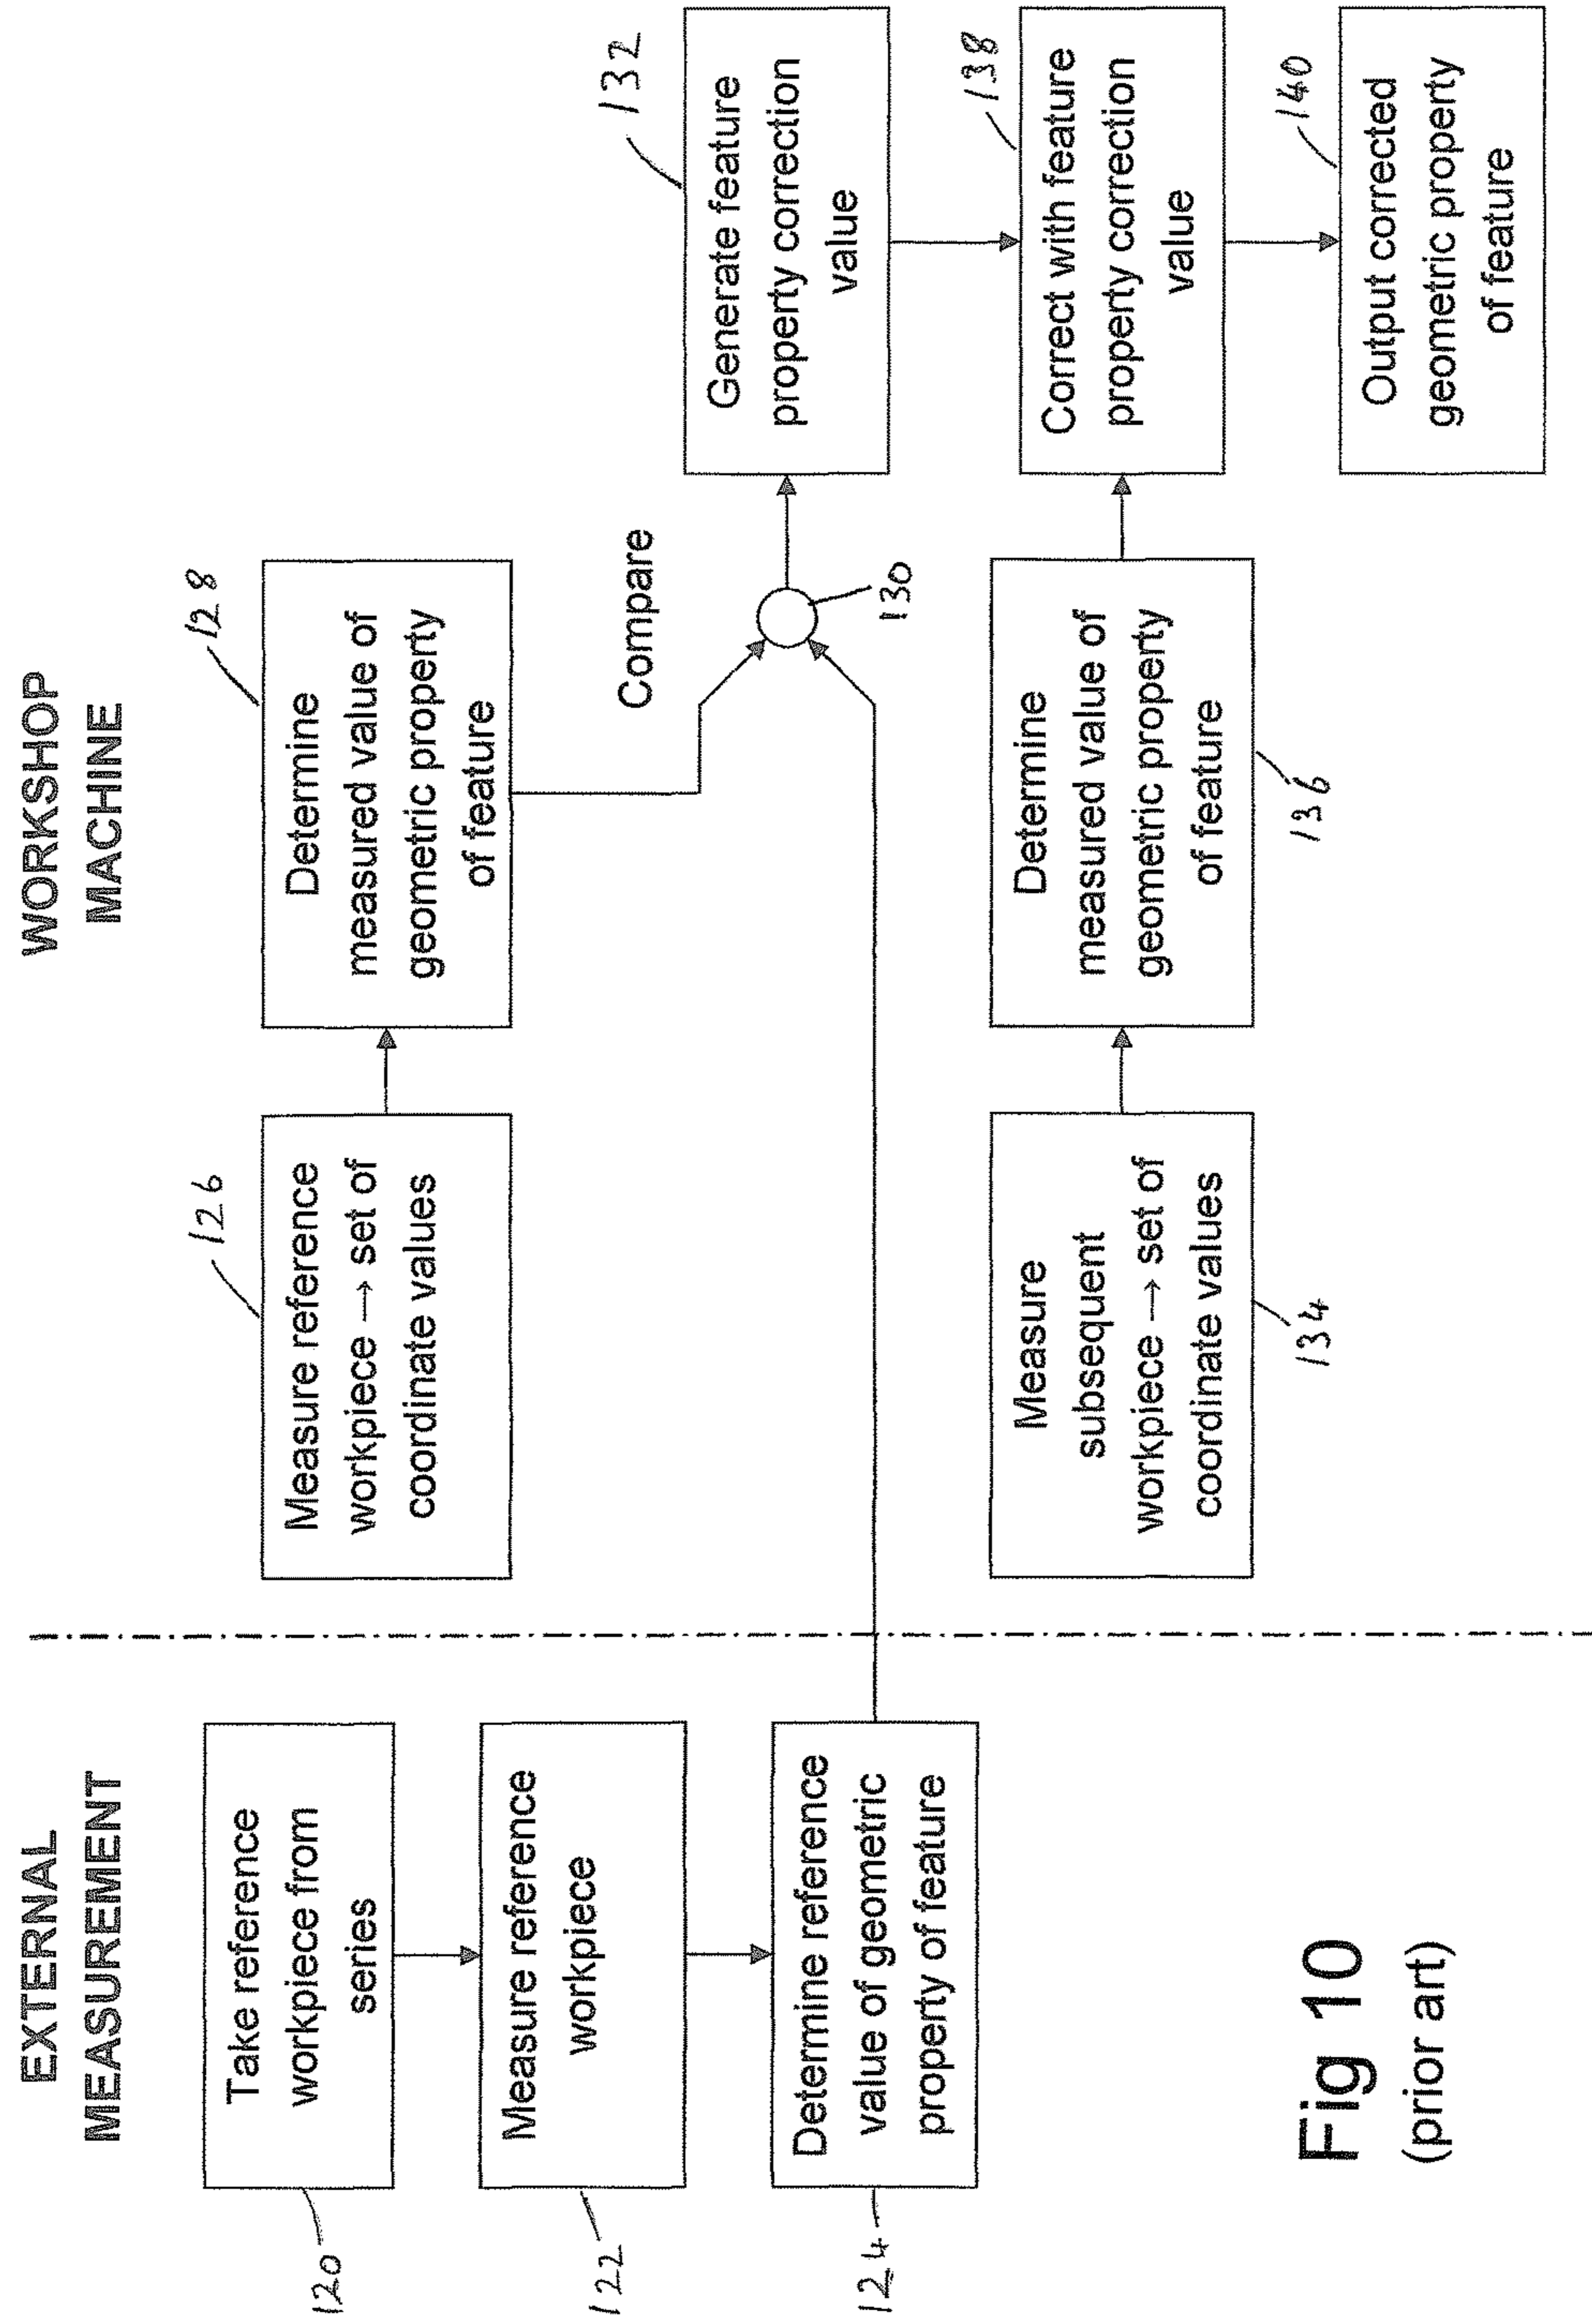 EXTERNAL
MEASUREMENT
120
Take reference
workpiece from
series
122
Measure reference
workpiece
124
Determine reference
value of geometric
property of feature
WORKSHOP
MACHINE
126
Measure reference
workpiece → set of
coordinate values
128
Determine
measured value of
geometric property
of feature
Compare
130
132
Generate feature
property correction
value
134
Measure
subsequent
workpiece → set of
coordinate values
136
Determine
measured value of
geometric property
of feature
138
Correct with feature
property correction
value
140
Output corrected
geometric property
of feature
Fig 10
(prior art)